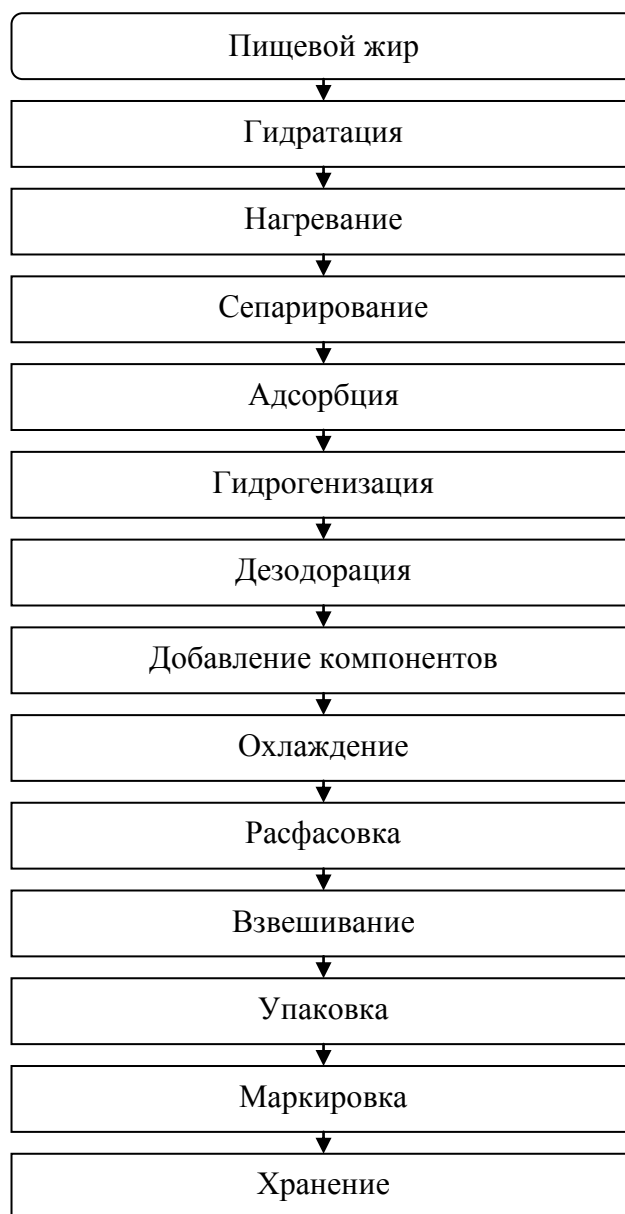 Пищевой жир
Гидратация
Нагревание
Сепарирование
Адсорбция
Гидрогенизация
Дезодорация
Добавление компонентов
Охлаждение
Расфасовка
Взвешивание
Упаковка
Маркировка
Хранение